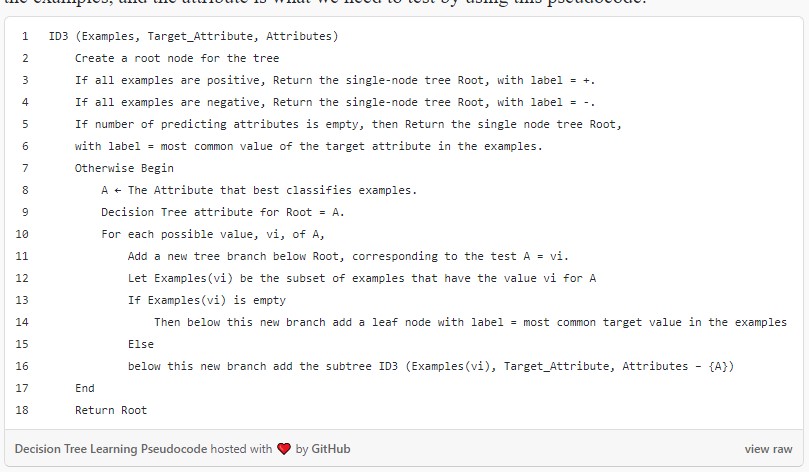 the examples, and the attribute is what we need to test by using this pseudocode.
1 ID3 (Examples, Target_Attribute, Attributes)
2 Create a root node for the tree
3 If all examples are positive, Return the single-node tree Root, with label = +.
4 If all examples are negative, Return the single-node tree Root, with label = -.
5 If number of predicting attributes is empty, then Return the single node tree Root,
6 with label = most common value of the target attribute in the examples.
7 Otherwise Begin
8 A ← The Attribute that best classifies examples.
9 Decision Tree attribute for Root = A.
10 For each possible value, vi, of A,
11 Add a new tree branch below Root, corresponding to the test A = vi.
12 Let Examples(vi) be the subset of examples that have the value vi for A
13 If Examples(vi) is empty
14 Then below this new branch add a leaf node with label = most common target value in the examples
15 Else
16 below this new branch add the subtree ID3 (Examples(vi), Target_Attribute, Attributes – {A})
17 End
18 Return Root
Decision Tree Learning Pseudocode hosted with ❤ by GitHub view raw